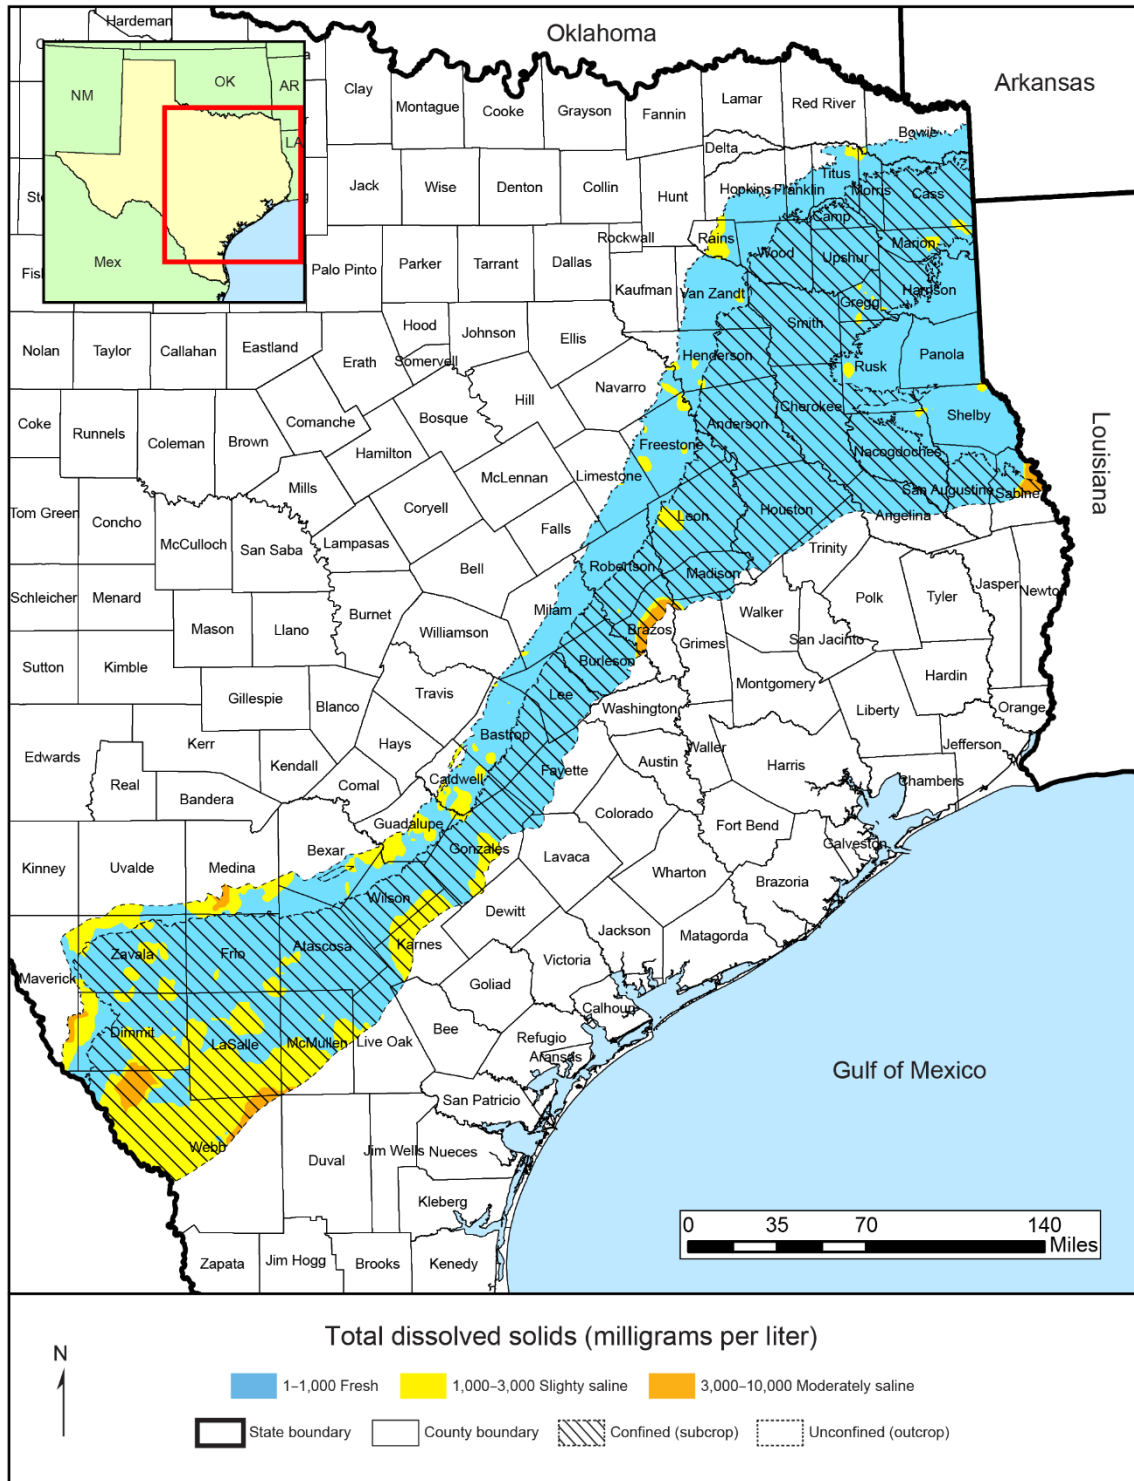 Hardeman
Oklahoma
Arkansas
NM
OK
AR
LA
Mex
Clay
Montague
Cooke
Grayson
Fannin
Lamar
Red River
Bowie
Delta
Titus
Hopkins
Franklin
Morris
Cass
Jack
Wise
Denton
Collin
Hunt
Camp
Rockwall
Rains
Wood
Upshur
Marion
Palo Pinto
Parker
Tarrant
Dallas
Kaufman
Van Zandt
Gregg
Harrison
Smith
Nolan
Taylor
Callahan
Eastland
Erath
Hood
Somervell
Johnson
Ellis
Henderson
Rusk
Panola
Navarro
Hill
Bosque
Comanche
Coke
Runnels
Coleman
Brown
Hamilton
Anderson
Cherokee
Shelby
Louisiana
Freestone
Limestone
McLennan
Nacogdoches
Mills
Coryell
San Augustine
Sabine
Tom Green
Concho
McCulloch
San Saba
Lampasas
Falls
Leon
Houston
Angelina
Bell
Robertson
Madison
Trinity
Schleicher
Menard
Mason
Llano
Burnet
Milam
Williamson
Brazos
Walker
Polk
Tyler
Jasper
Newton
San Jacinto
Grimes
Sutton
Kimble
Gillespie
Blanco
Travis
Burleson
Lee
Montgomery
Hardin
Liberty
Orange
Washington
Edwards
Kerr
Kendall
Hays
Bastrop
Waller
Jefferson
Real
Bandera
Comal
Caldwell
Fayette
Austin
Harris
Chambers
Guadalupe
Colorado
Fort Bend
Galveston
Kinney
Uvalde
Medina
Bexar
Gonzales
Lavaca
Wharton
Brazoria
Wilson
Dewitt
Zavala
Frio
Atascosa
Karnes
Jackson
Matagorda
Maverick
Victoria
Goliad
Calhoun
Dimmit
LaSalle
McMullen
Live Oak
Bee
Refugio
Aransas
Gulf of Mexico
San Patricio
Webb
Duval
Jim Wells
Nueces
Kleberg
0 35 70 140
Miles
Zapata
Jim Hogg
Brooks
Kenedy
Total dissolved solids (milligrams per liter)
N
1–1,000 Fresh
1,000–3,000 Slighty saline
3,000–10,000 Moderately saline
State boundary
County boundary
Confined (subcrop)
Unconfined (outcrop)